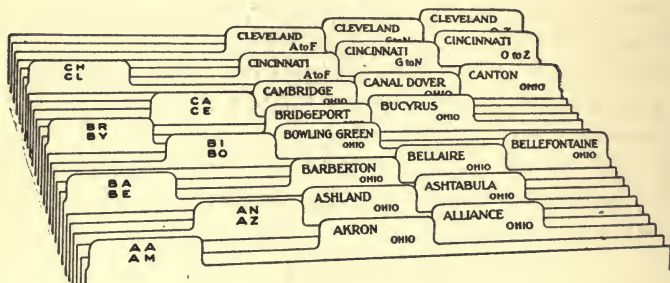 CLEVELAND
CLEVELAND
CLEVELAND
A to F
G to N
O-Z
CINCINNATI
CINCINNATI
CINCINNATI
A to F
G to N
O to Z
CH
CL
CAMBRIDGE
OHIO
CANAL DOVER
OHIO
CANTON
OHIO
CA
CE
BRIDGEPORT
BUCYRUS
OHIO
BR
BY
BI
BO
BOWLING GREEN
OHIO
BELLAIRE
OHIO
BELLEFONTAINE
OHIO
BA
BE
BARBERTON
OHIO
ASHLAND
OHIO
ASHTABULA
OHIO
AN
AZ
AKRON
OHIO
ALLIANCE
OHIO
AA
AM